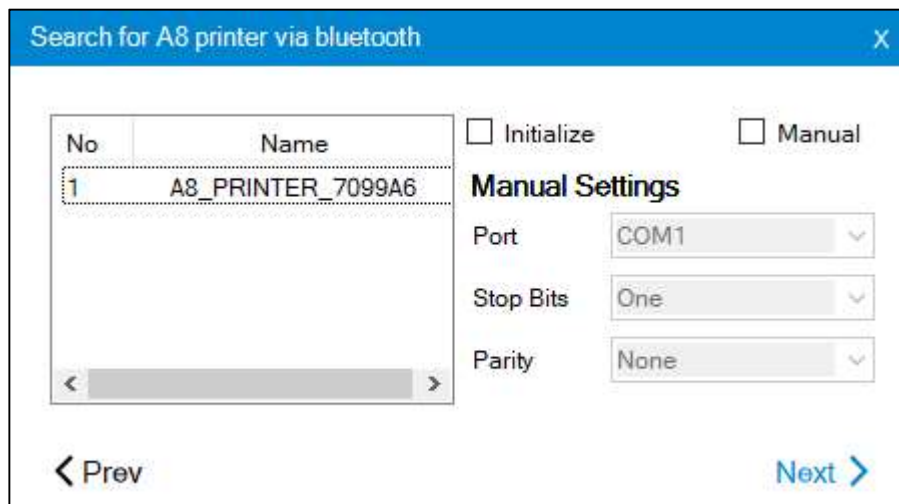 Search for A8 printer via bluetooth X
No Name
1 A8_PRINTER_7099A6
Initialize Manual
Manual Settings
Port COM1
Stop Bits One
Parity None
Prev Next